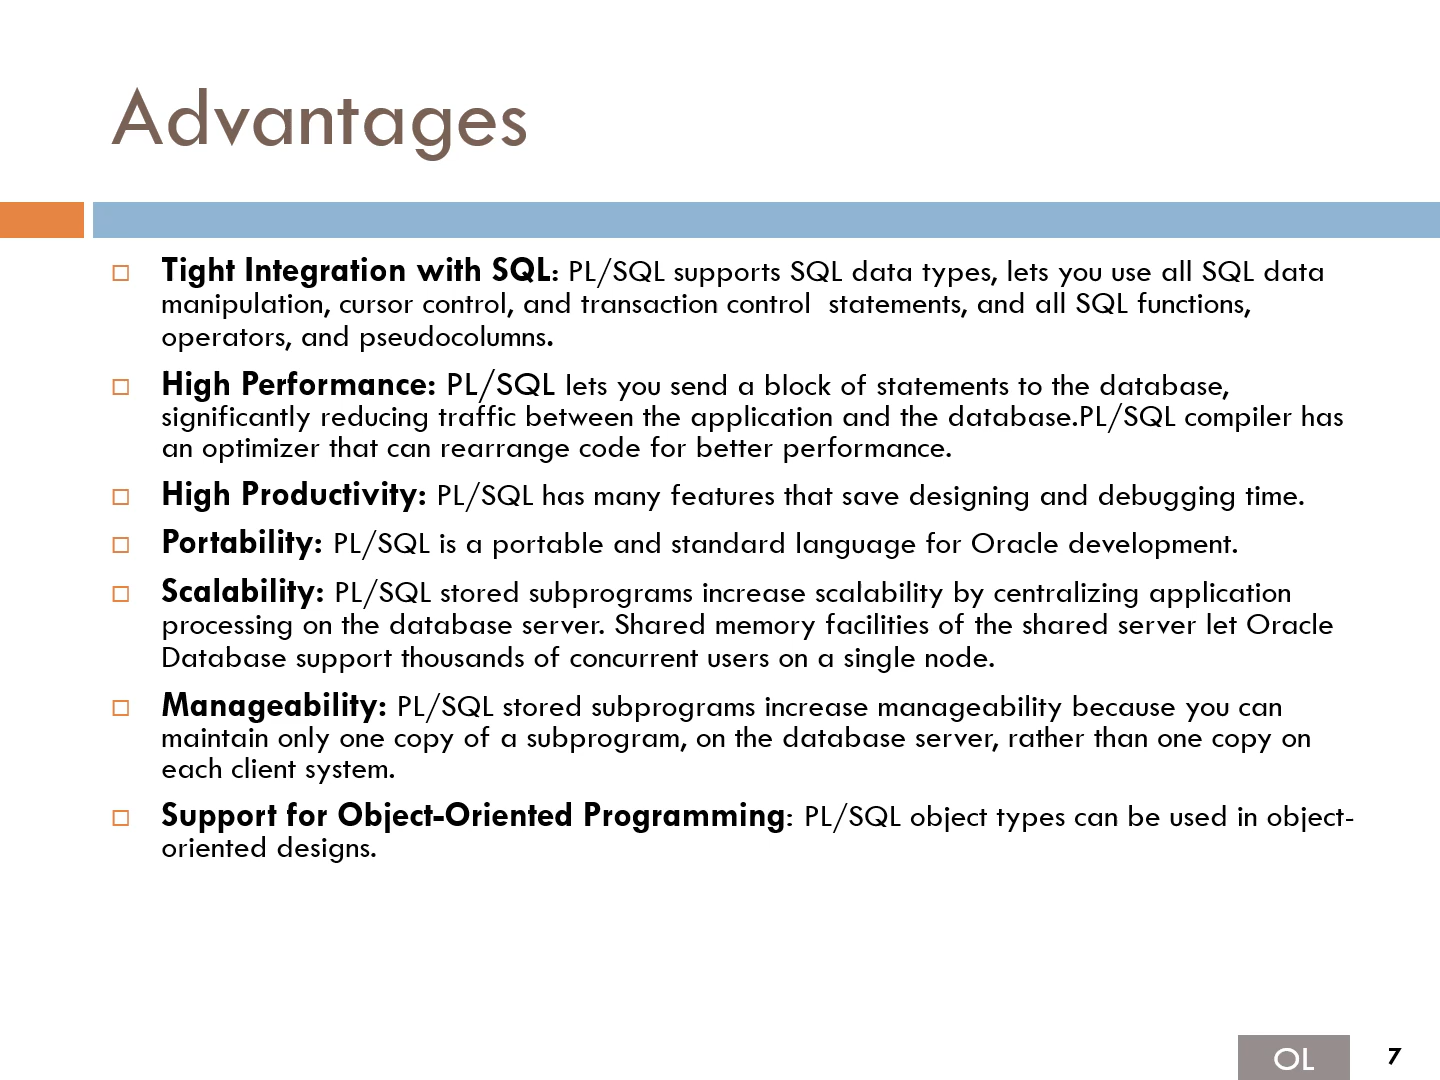 Advantages
Tight Integration with SQL: PL/SQL supports SQL data types, lets you use all SQL data
manipulation, cursor control, and transaction control  statements, and all SQL functions,
operators, and pseudocolumns.
High Performance: PL/SQL lets you send a block of statements to the database,
significantly reducing traffic between the application and the database.PL/SQL compiler has
an optimizer that can rearrange code for better performance.
High Productivity: PL/SQL has many features that save designing and debugging time.
Portability: PL/SQL is a portable and standard language for Oracle development.
Scalability: PL/SQL stored subprograms increase scalability by centralizing application
processing on the database server. Shared memory facilities of the shared server let Oracle
Database support thousands of concurrent users on a single node.
Manageability: PL/SQL stored subprograms increase manageability because you can
maintain only one copy of a subprogram, on the database server, rather than one copy on
each client system.
Support for Object-Oriented Programming: PL/SQL object types can be used in object-
oriented designs.
OL
7